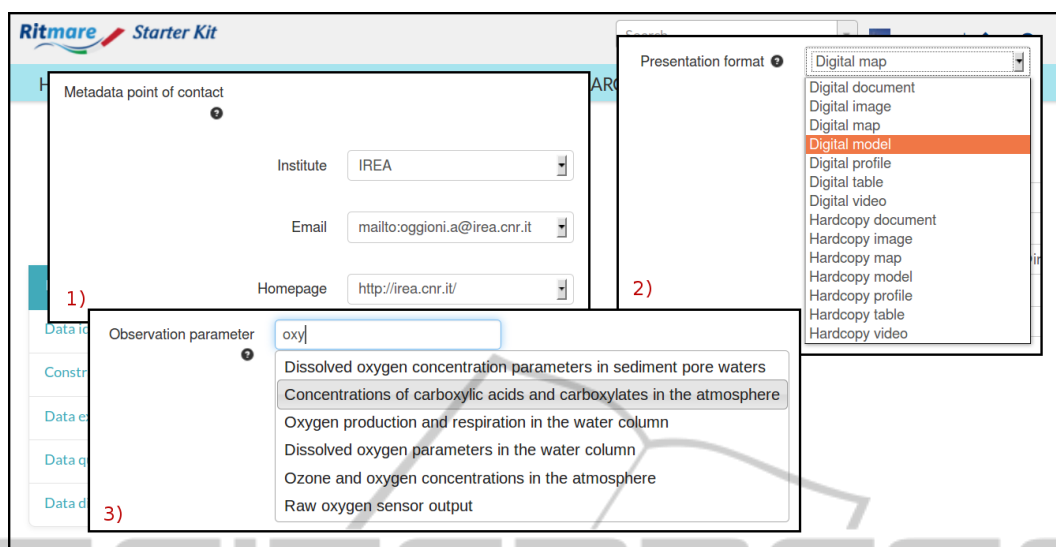 Ritmare Starter Kit
Metadata point of contact
Institute IREA
Email mailto:oggioni.a@irea.cnr.it
Homepage http://irea.cnr.it/
1)
Presentation format Digital map
Digital document
Digital image
Digital map
Digital model
Digital profile
Digital table
Digital video
Hardcopy document
Hardcopy image
Hardcopy map
Hardcopy model
Hardcopy profile
Hardcopy table
Hardcopy video
2)
Observation parameter oxy
Dissolved oxygen concentration parameters in sediment pore waters
Concentrations of carboxylic acids and carboxylates in the atmosphere
Oxygen production and respiration in the water column
Dissolved oxygen parameters in the water column
Ozone and oxygen concentrations in the atmosphere
Raw oxygen sensor output
3)
Data
Constr
Data
Data
Data